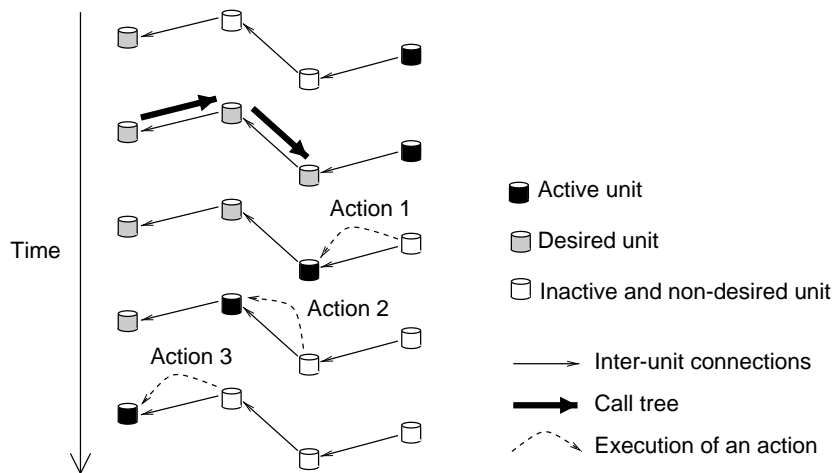 Time
Action 1
Action 2
Action 3
Active unit
Desired unit
Inactive and non-desired unit
Inter-unit connections
Call tree
Execution of an action